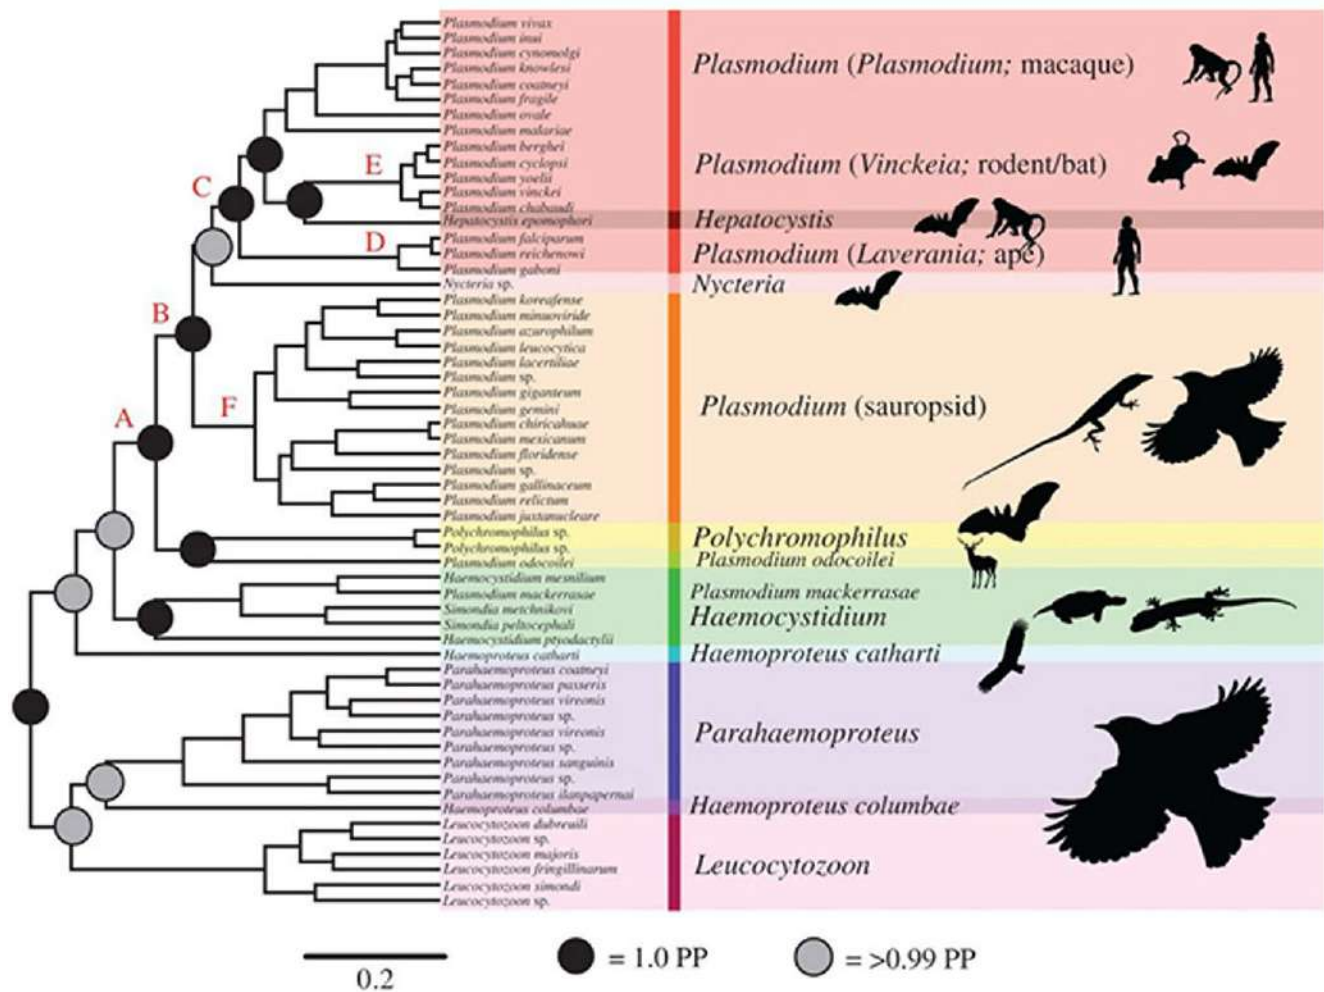 Plasmodium vivax
Plasmodium inui
Plasmodium cynomolgi
Plasmodium knowlesi
Plasmodium coatneyi
Plasmodium fragile
Plasmodium ovale
Plasmodium malariae
Plasmodium berghei
Plasmodium cyclopsi
Plasmodium yoelii
Plasmodium vinckei
Plasmodium chabaudi
Hepatocystis epomophori
Plasmodium falciparum
Plasmodium reichenowi
Plasmodium gaboni
Nycteria sp.
Plasmodium koreafense
Plasmodium minuoviride
Plasmodium azurophilum
Plasmodium leucocytica
Plasmodium lacertiliae
Plasmodium sp.
Plasmodium giganteum
Plasmodium gemini
Plasmodium chiricahuae
Plasmodium mexicanum
Plasmodium floridense
Plasmodium sp.
Plasmodium gallinaceum
Plasmodium relictum
Plasmodium juxtanucleare
Polychromophilus sp.
Polychromophilus sp.
Plasmodium odocoilei
Haemocystidium mesnilium
Plasmodium mackerrasae
Simondia metchnikovi
Simondia peltocephali
Haemocystidium ptyodactylii
Haemoproteus catharti
Parahaemoproteus coatneyi
Parahaemoproteus passeris
Parahaemoproteus vireonis
Parahaemoproteus sp.
Parahaemoproteus vireonis
Parahaemoproteus sp.
Parahaemoproteus sanguinis
Parahaemoproteus sp.
Parahaemoproteus ilanpapernai
Haemoproteus columbae
Leucocytozoon dubreuili
Leucocytozoon sp.
Leucocytozoon majoris
Leucocytozoon fringillinarum
Leucocytozoon simondi
Leucocytozoon sp.
E
C
D
B
F
A
Plasmodium (Plasmodium; macaque)
Plasmodium (Vinckeia; rodent/bat)
Hepatocystis
Plasmodium (Laverania; ape)
Nycteria
Plasmodium (sauropsid)
Polychromophilus
Plasmodium odocoilei
Plasmodium mackerrasae
Haemocystidium
Haemoproteus catharti
Parahaemoproteus
Haemoproteus columbae
Leucocytozoon
0.2
= 1.0 PP
= >0.99 PP